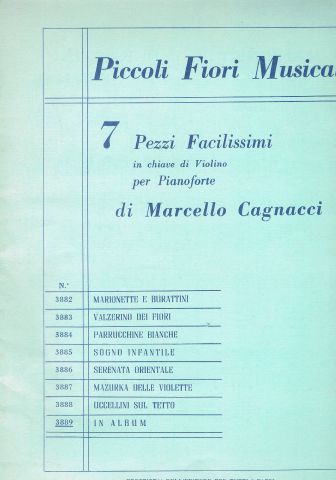 Piccoli Fiori Musica
7 Pezzi Facilissimi
in chiave di Violino
per Pianoforte
di Marcello Cagnacci
N.°
3882 MARIONETTE E BURATTINI
3883 VALZERINO DEI FIORI
3884 PARRUCCHINE BIANCHE
3885 SOGNO INFANTILE
3886 SERENATA ORIENTALE
3887 MAZURKA DELLE VIOLETTE
3888 UCCELLINI SUL TETTO
3889 IN ALBUM